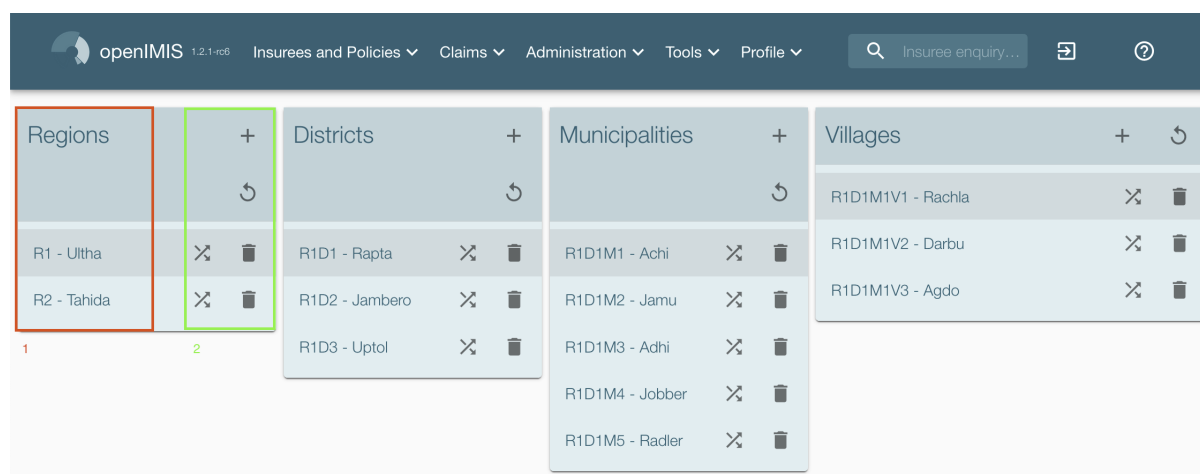 openIMIS 1.2.1-rc6 Insurees and Policies Claims Administration Tools Profile Insuree enquiry...
Regions
R1 - Ultha
R2 - Tahida
1 2
Districts
R1D1 - Rapta
R1D2 - Jambero
R1D3 - Uptol
Municipalities
R1D1M1 - Achi
R1D1M2 - Jamu
R1D1M3 - Adhi
R1D1M4 - Jobber
R1D1M5 - Radler
Villages
R1D1M1V1 - Rachla
R1D1M1V2 - Darbu
R1D1M1V3 - Agdo